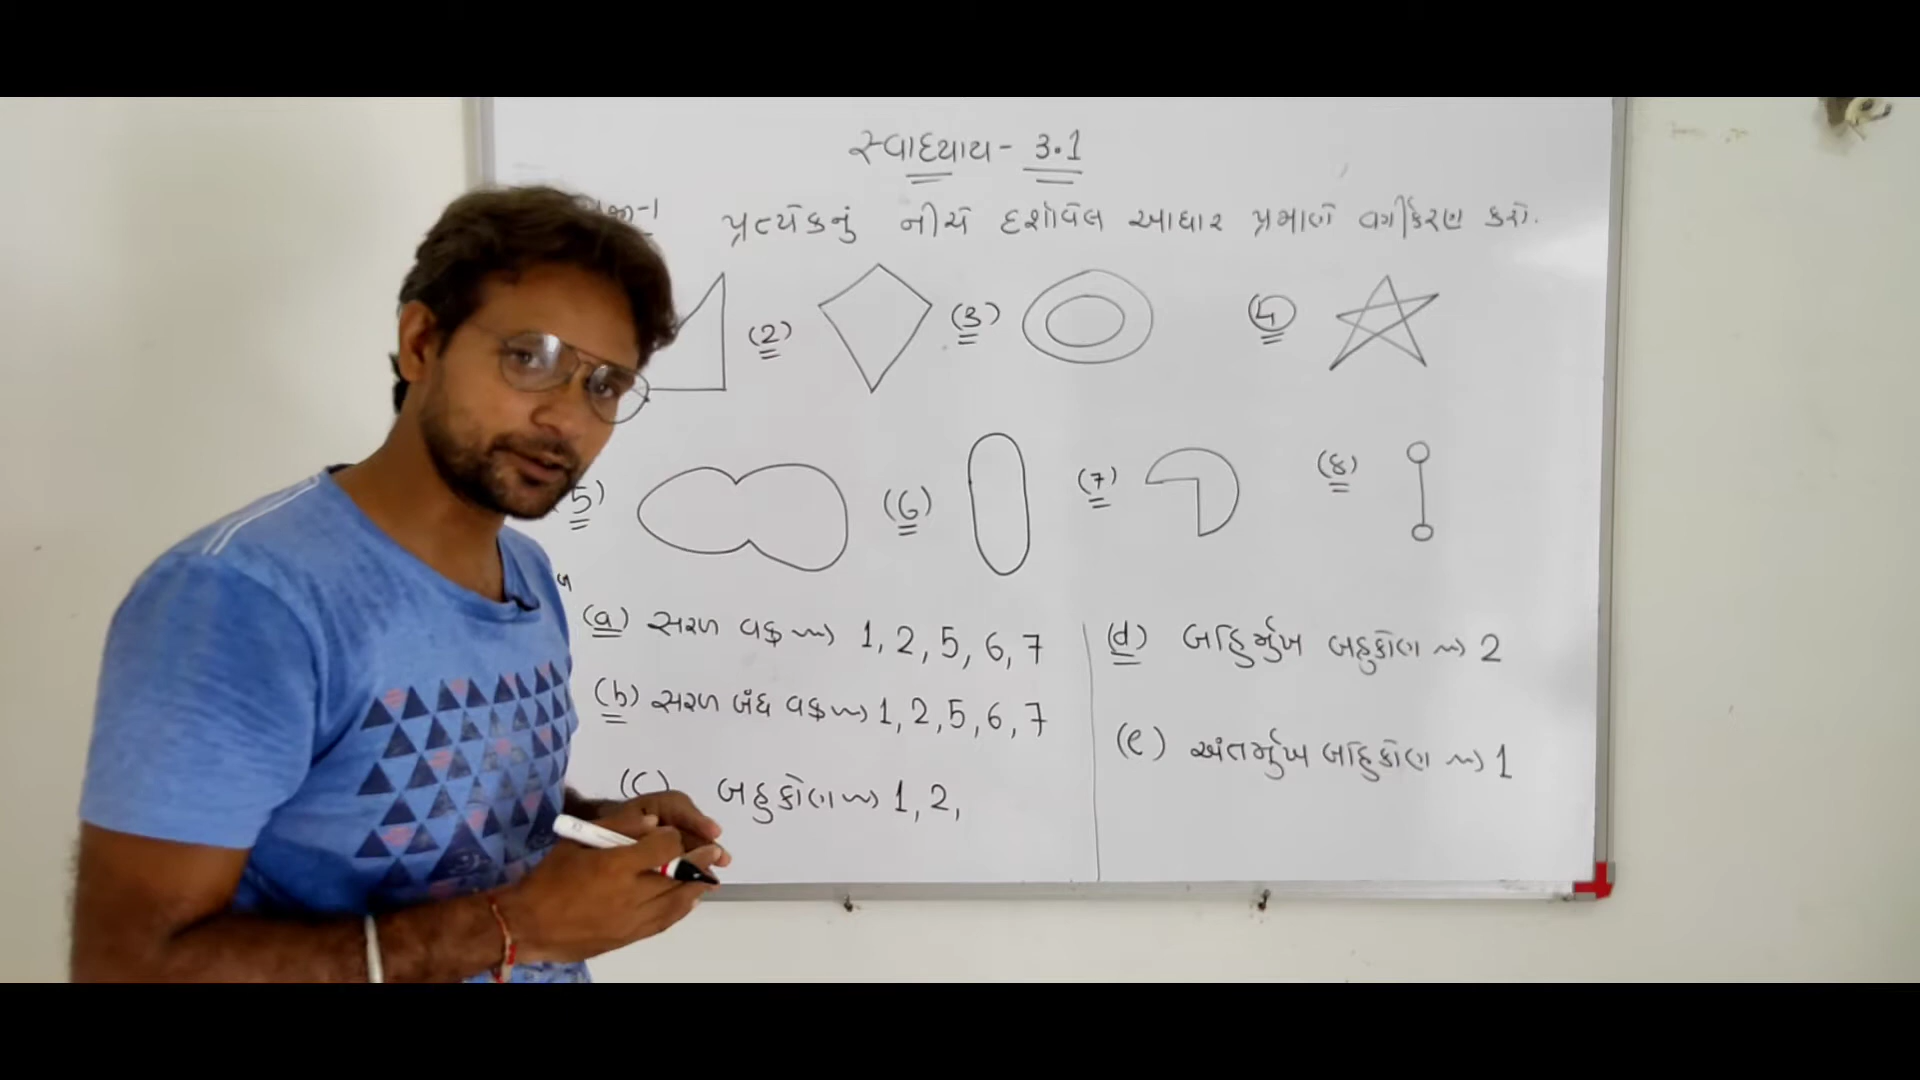 સ્વાધ્યાય - 3.1
પ્રત્યેકનું નીચે દર્શાવેલ આધાર પ્રમાણે વર્ગીકરણ કરો.
(2) (3) 4
5) (6) (7) (8)
(a) સરળ વક્ર ⟿ 1, 2, 5, 6, 7
(b) સરળ બંધ વક્ર ⟿ 1, 2, 5, 6, 7
(C) બહુકોણ ⟿ 1, 2,
(d) બહિર્મુખ બહુકોણ ⟿ 2
(e) અંતર્મુખ બહિુકોણ ⟿ 1